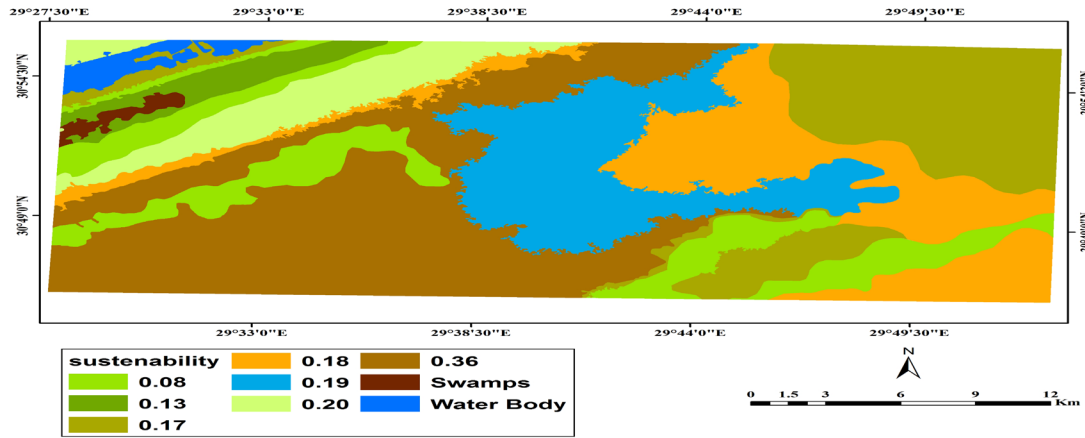 29°27'30"E 29°33'0"E 29°38'30"E 29°44'0"E 29°49'30"E
30°54'30"N
30°49'0"N
29°33'0"E 29°38'30"E 29°44'0"E 29°49'30"E
sustenability
0.08
0.13
0.17
0.18
0.19
0.20
0.36
Swamps
Water Body
N
0 1.5 3 6 9 12
Km